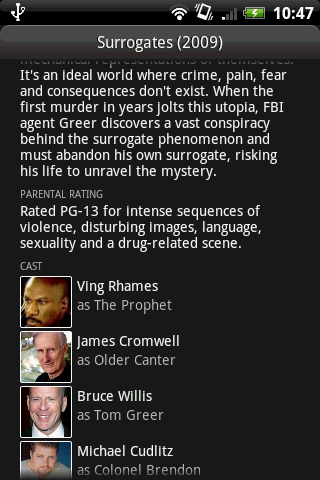 10:47
Surrogates (2009)
mechanical representations of themselves.
It's an ideal world where crime, pain, fear
and consequences don't exist. When the
first murder in years jolts this utopia, FBI
agent Greer discovers a vast conspiracy
behind the surrogate phenomenon and
must abandon his own surrogate, risking
his life to unravel the mystery.
PARENTAL RATING
Rated PG-13 for intense sequences of
violence, disturbing images, language,
sexuality and a drug-related scene.
CAST
Ving Rhames
as The Prophet
James Cromwell
as Older Canter
Bruce Willis
as Tom Greer
Michael Cudlitz
as Colonel Brendon